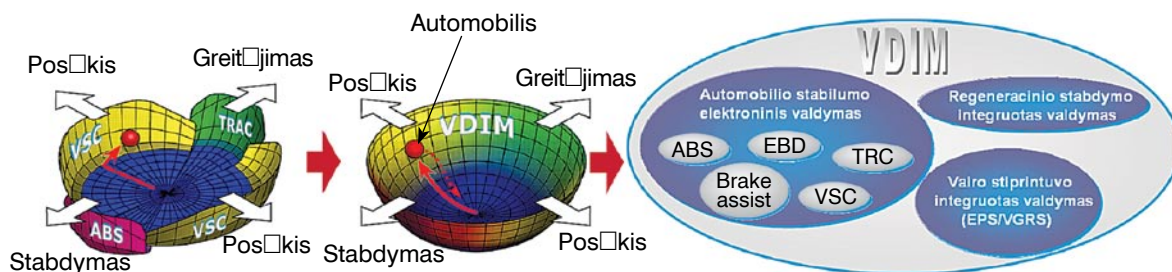 Automobilis
Pos□kis
Greit□jimas
VSC
TRAC
ABS
VSC
Stabdymas
Pos□kis
Pos□kis
Greit□jimas
VDIM
Stabdymas
Pos□kis
VDIM
Automobilio stabilumo
elektroninis valdymas
ABS
EBD
TRC
Brake
assist
VSC
Regeneracinio stabdymo
integruotas valdymas
Vairo stiprintuvo
integruotas valdymas
(EPS/VGRS)